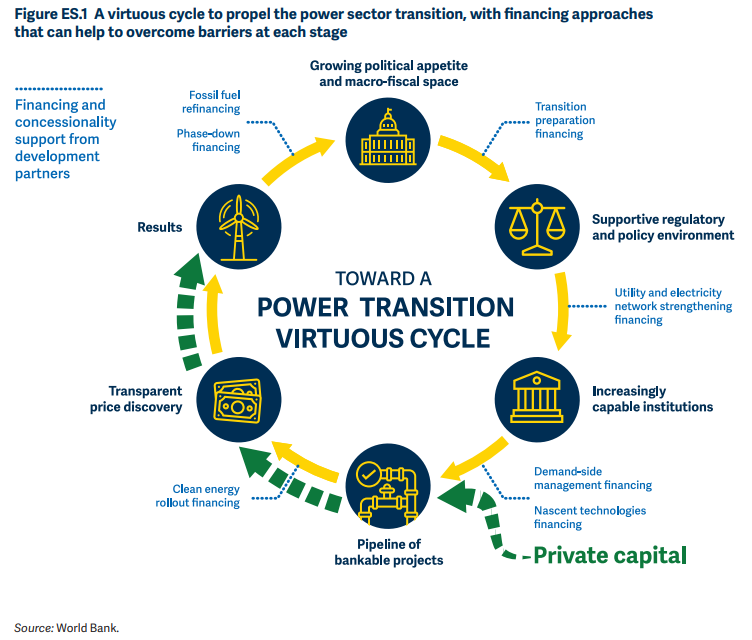 Figure ES.1 A virtuous cycle to propel the power sector transition, with financing approaches
that can help to overcome barriers at each stage
Financing and
concessionality
support from
development
partners
Growing political appetite
and macro-fiscal space
Fossil fuel
refinancing
Phase-down
financing
Transition
preparation
financing
Results
Supportive regulatory
and policy environment
TOWARD A
POWER TRANSITION
VIRTUOUS CYCLE
Utility and electricity
network strengthening
financing
Transparent
price discovery
Increasingly
capable institutions
Clean energy
rollout financing
Demand-side
management financing
Nascent technologies
financing
Pipeline of
bankable projects
Private capital
Source: World Bank.